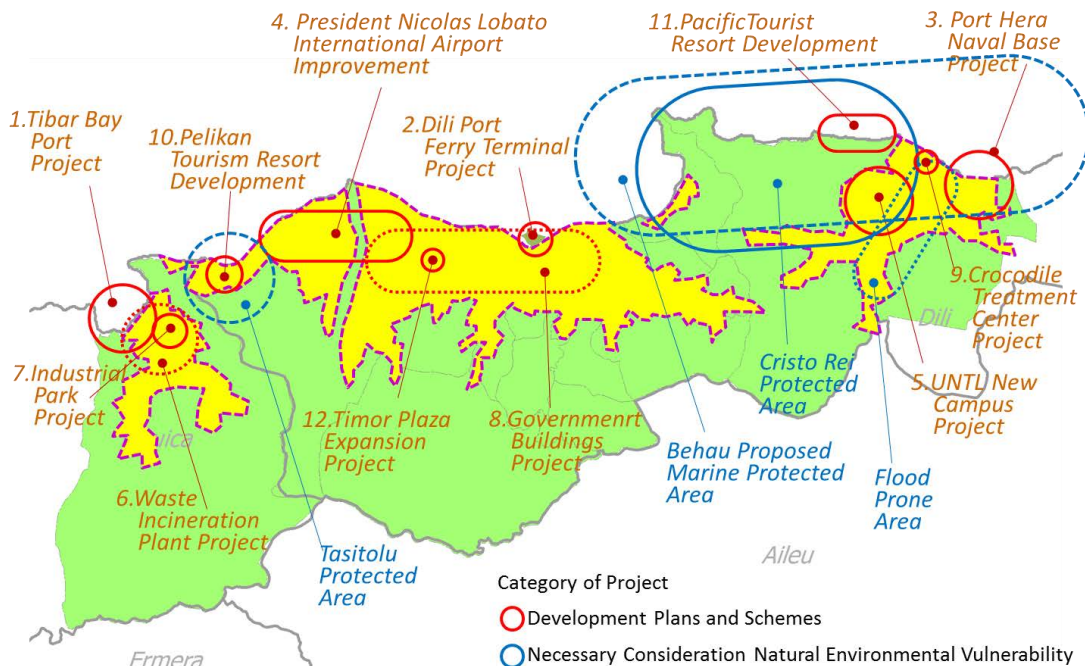 4. President Nicolas Lobato
International Airport
Improvement
11.PacificTourist
Resort Development
3. Port Hera
Naval Base
Project
1.Tibar Bay
Port
Project
10.Pelikan
Tourism Resort
Development
2. Dili Port
Ferry Terminal
Project
9.Crocodile
Treatment
Center
Project
Dili
7.Industrial
Park
Project
12.Timor Plaza
Expansion
Project
8.Governmenrt
Buildings
Project
Cristo Rei
Protected
Area
5.UNTL New
Campus
Project
Behau Proposed
Marine Protected
Area
Flood
Prone
Area
6.Waste
Incineration
Plant Project
Tasitolu
Protected
Area
Aileu
Ermera
Category of Project
Development Plans and Schemes
Necessary Consideration Natural Environmental Vulnerability